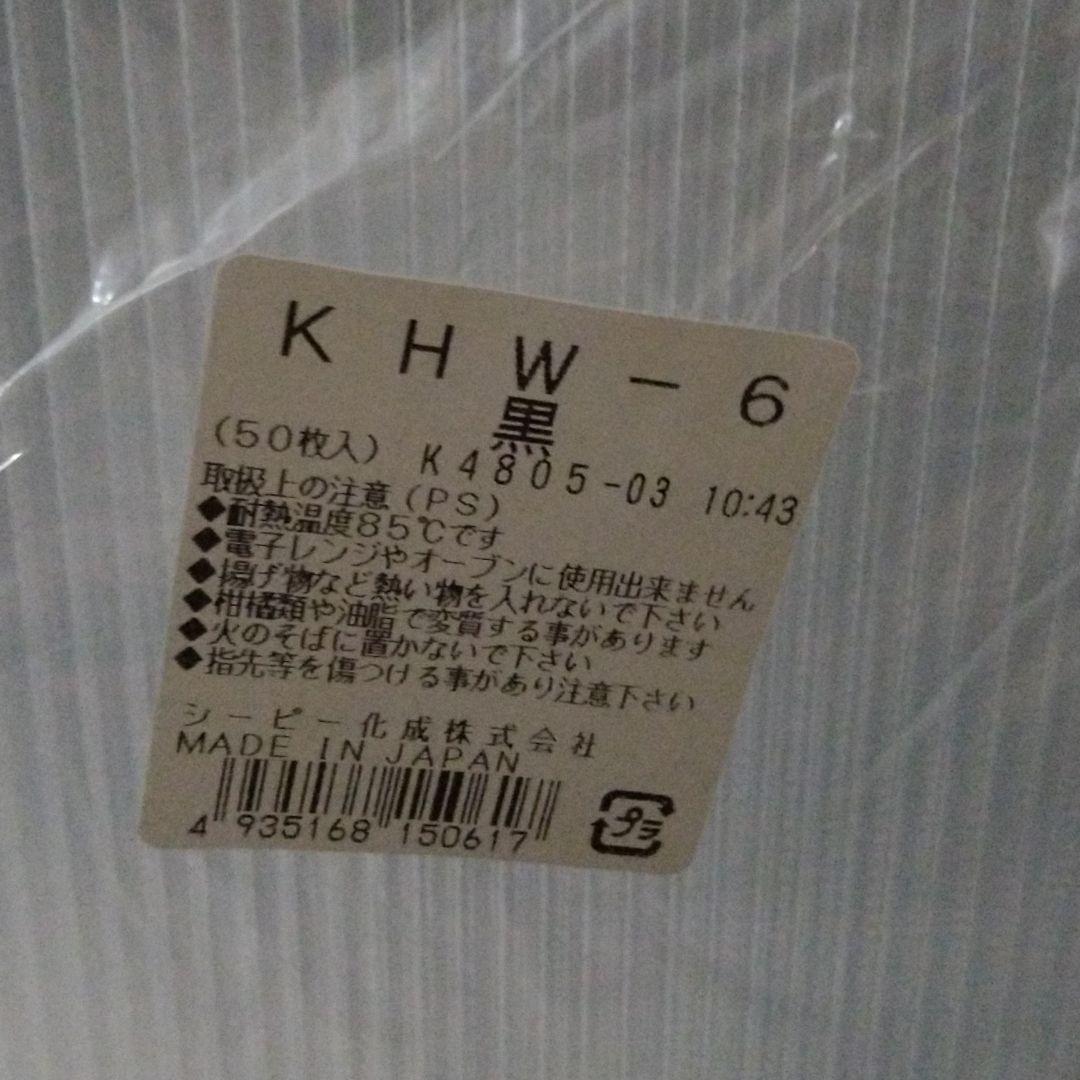 KHW-6
黒
(50枚入) K4805-03 10:43
取扱上の注意(PS)
◆耐熱温度85℃です
◆電子レンジやオーブンに使用出来ません
◆揚げ物など熱い物を入れないで下さい
◆柑橘類や油脂で変質する事があります
◆火のそばに置かないで下さい
◆指先等を傷つける事があり注意下さい
シーピー化成株式会社
MADE IN JAPAN
4 935168 150617
プラ